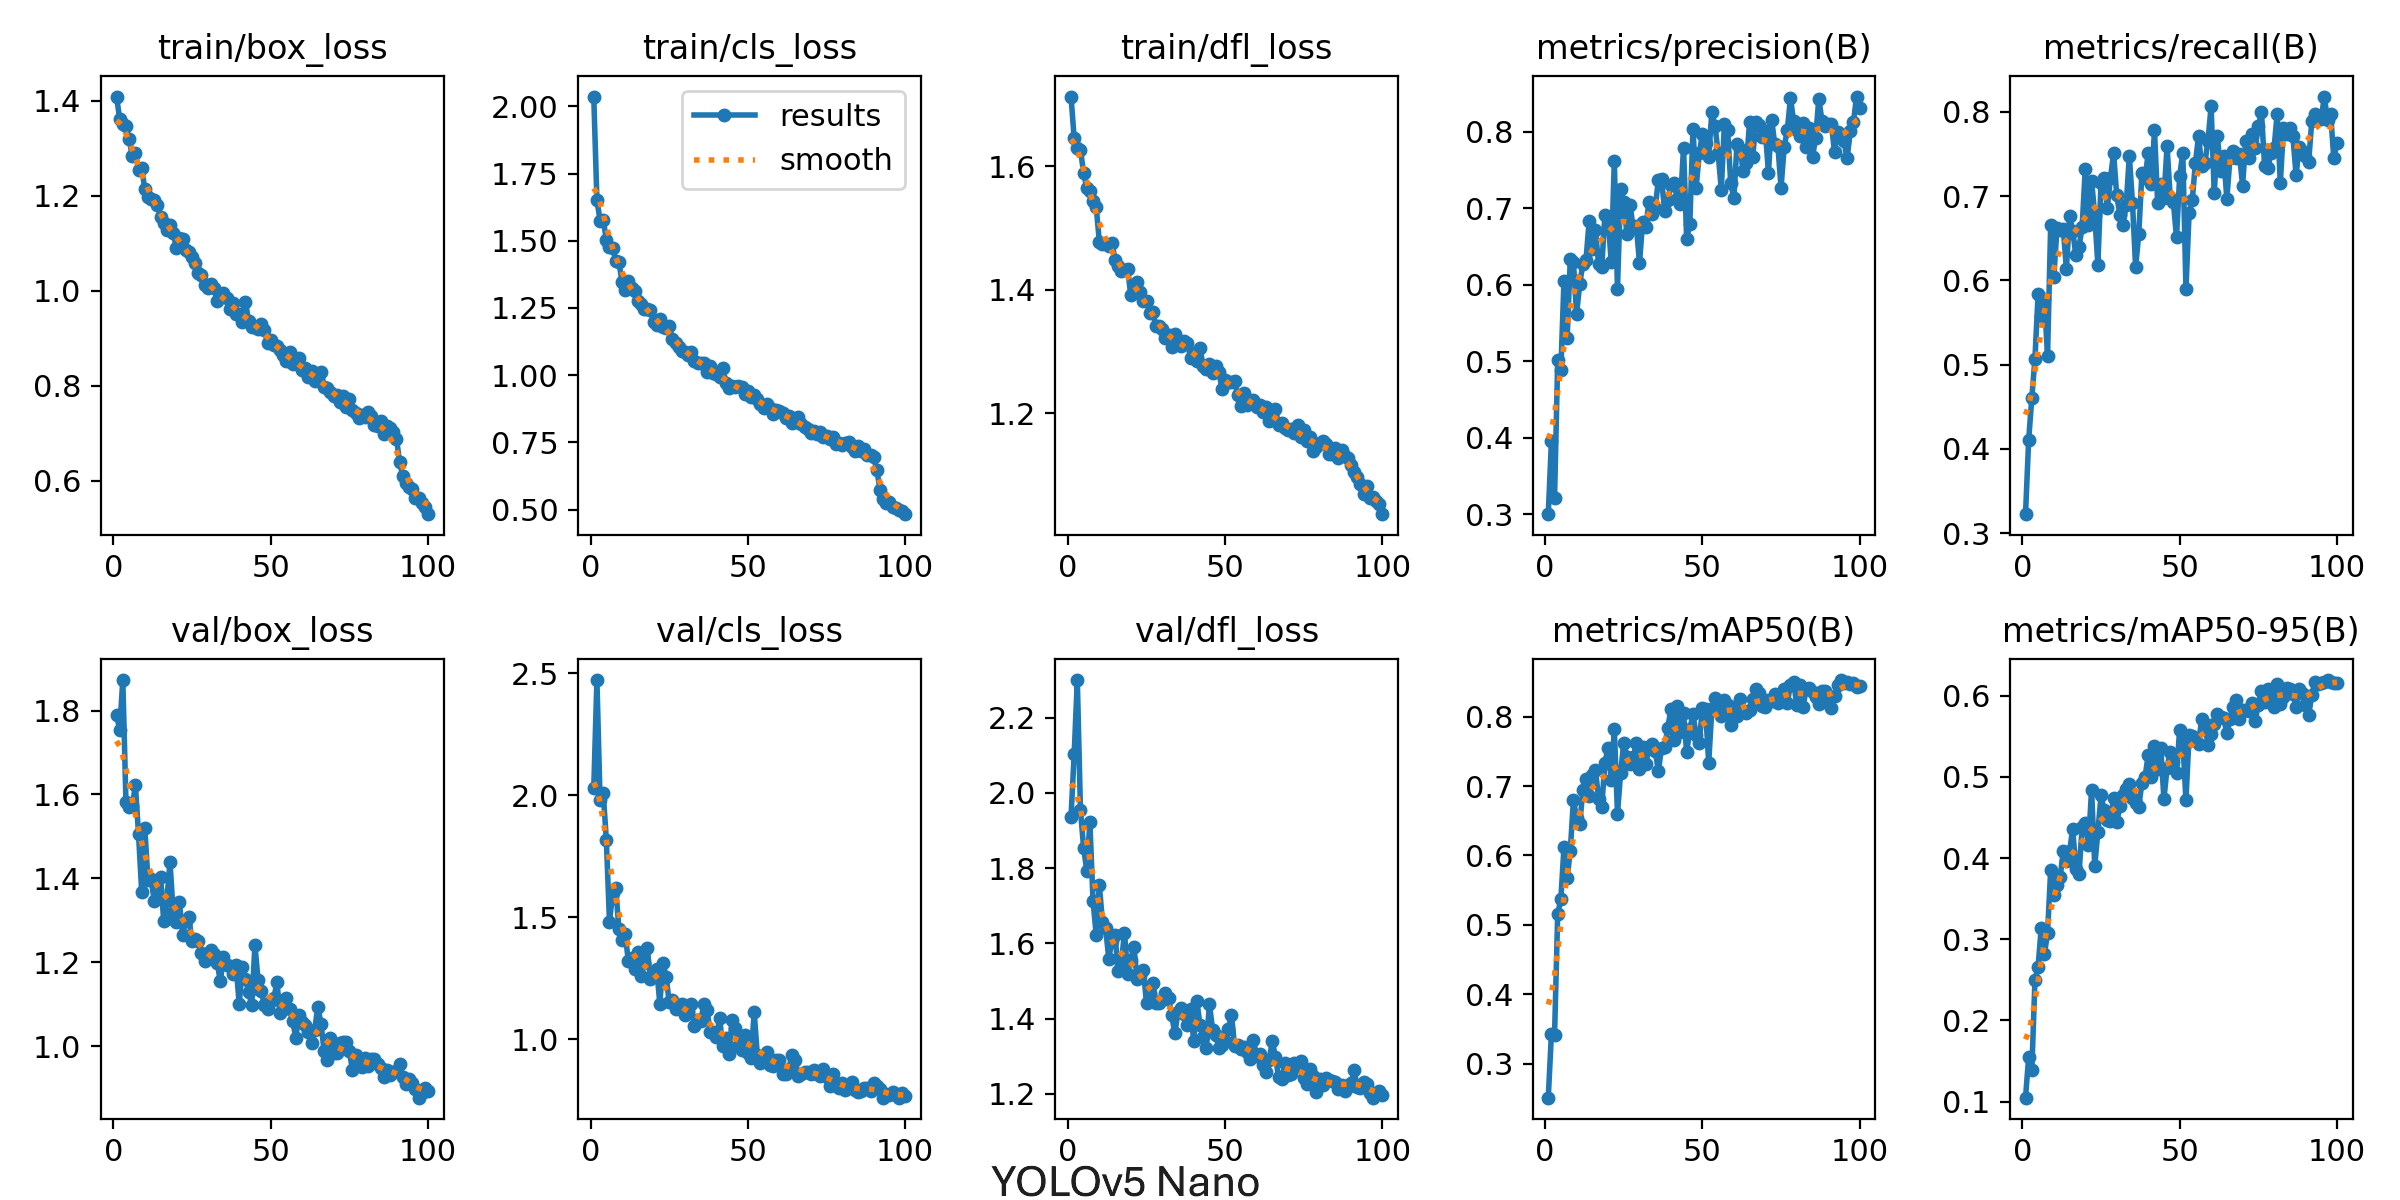 train/box_loss
train/cls_loss
train/dfl_loss
metrics/precision(B)
metrics/recall(B)
1.4
1.2
1.0
0.8
0.6
0 50 100
results
smooth
2.00
1.75
1.50
1.25
1.00
0.75
0.50
0 50 100
1.6
1.4
1.2
0 50 100
0.8
0.7
0.6
0.5
0.4
0.3
0 50 100
0.8
0.7
0.6
0.5
0.4
0.3
0 50 100
val/box_loss
val/cls_loss
val/dfl_loss
metrics/mAP50(B)
metrics/mAP50-95(B)
1.8
1.6
1.4
1.2
1.0
0 50 100
2.5
2.0
1.5
1.0
0 50 100
2.2
2.0
1.8
1.6
1.4
1.2
0 50 100
0.8
0.7
0.6
0.5
0.4
0.3
0 50 100
0.6
0.5
0.4
0.3
0.2
0.1
0 50 100
YOLOv5 Nano